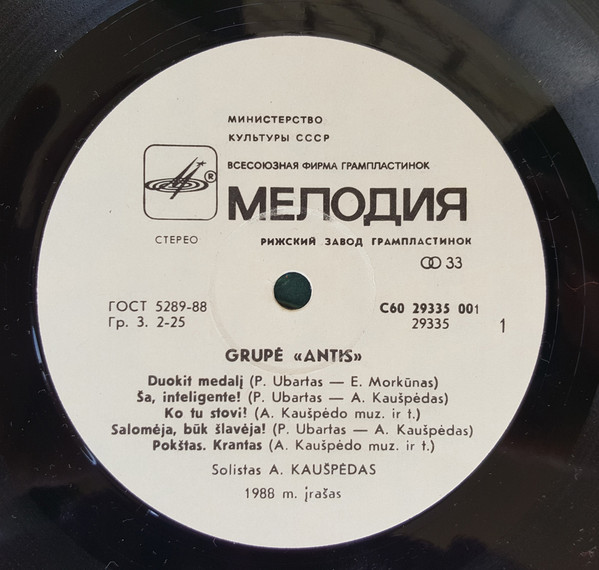 МИНИСТЕРСТВО
КУЛЬТУРЫ СССР
ВСЕСОЮЗНАЯ ФИРМА ГРАМПЛАСТИНОК
®
МЕЛОДИЯ
СТЕРЕО
РИЖСКИЙ ЗАВОД ГРАМПЛАСТИНОК
33
ГОСТ 5289-88
C60 29335 001
Гр. 3. 2-25
29335
1
GRUPĖ «ANTIS»
Duokit medalį (P. Ubartas — E. Morkūnas)
Ša, inteligente! (P. Ubartas — A. Kaušpėdas)
Ko tu stovi! (A. Kaušpėdo muz. ir t.)
Salomėja, būk šlavėja! (P. Ubartas — A. Kaušpėdas)
Pokštas. Krantas (A. Kaušpėdo muz. ir t.)
Solistas A. KAUŠPĖDAS
1988 m. įrašas